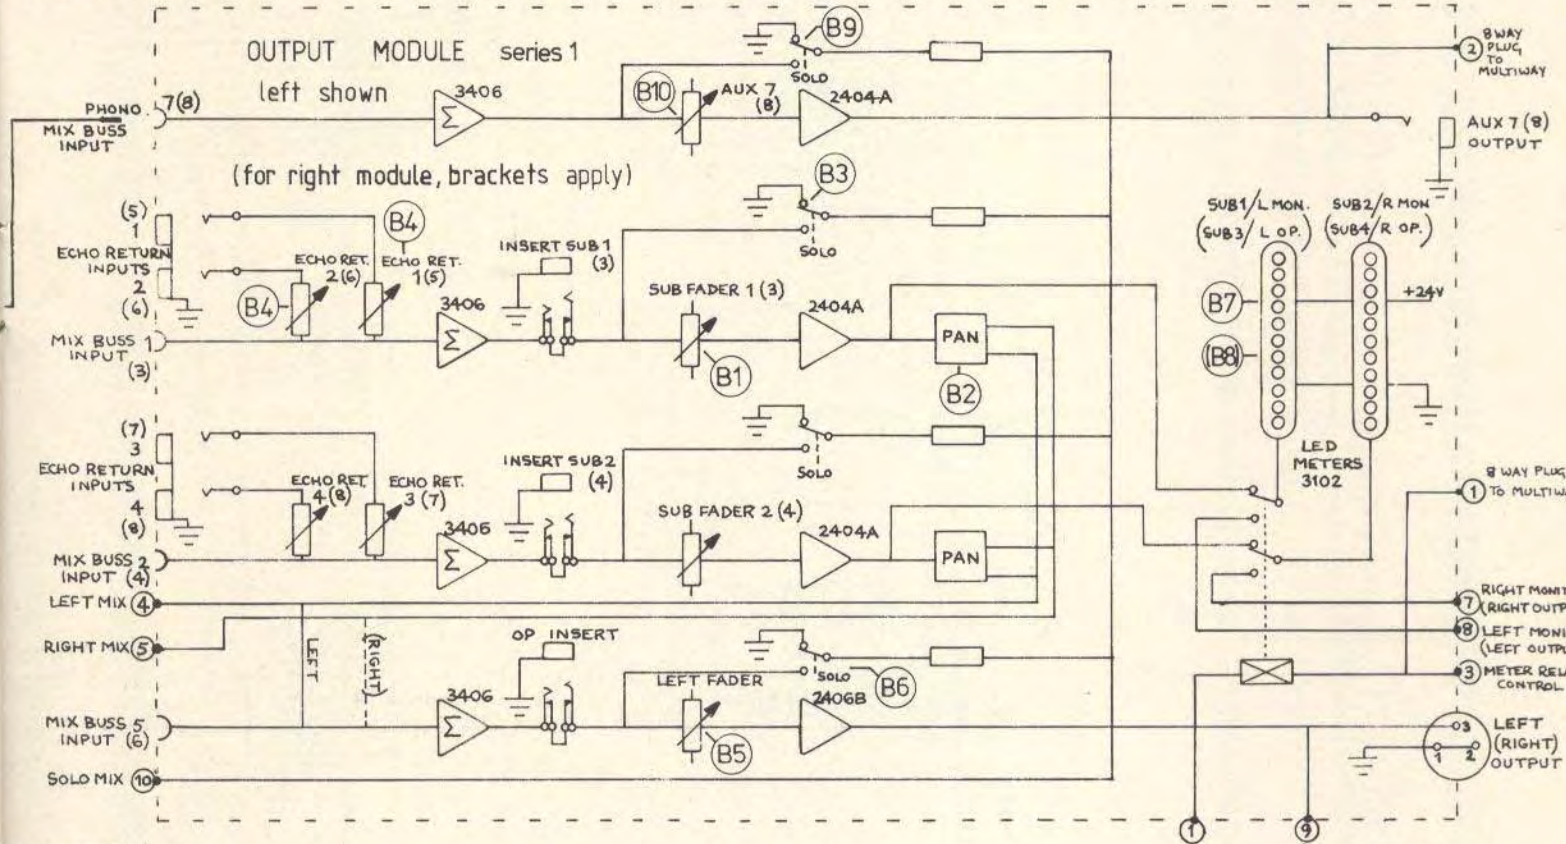 OUTPUT MODULE series 1
left shown
(for right module, brackets apply)
PHONO
7(8)
MIX BUSS
INPUT
3406
Σ
B10
AUX 7
(8)
2404A
B9
SOLO
2
8 WAY
PLUG
TO
MULTIWAY
AUX 7 (8)
OUTPUT
(5)
1
ECHO RETURN
INPUTS
2
(6)
ECHO RET.
2(6)
B4
B4
ECHO RET.
1(5)
MIX BUSS 1
INPUT
(3)
3406
Σ
INSERT SUB 1
(3)
SUB FADER 1 (3)
B1
2404A
B3
SOLO
PAN
B2
SUB1/L MON.
(SUB3/L OP.)
SUB2/R MON
(SUB4/R OP.)
B7
(B8)
+24V
LED
METERS
3102
(7)
3
ECHO RETURN
INPUTS
4
(8)
ECHO RET.
4(8)
ECHO RET.
3(7)
MIX BUSS 2
INPUT (4)
3405
Σ
INSERT SUB2
(4)
SUB FADER 2 (4)
2404A
SOLO
PAN
8 WAY PLUG
1 TO MULTIW
LEFT MIX 4
RIGHT MIX 5
LEFT
(RIGHT)
MIX BUSS 5
INPUT (6)
3406
Σ
OP INSERT
LEFT FADER
B5
2406B
SOLO
B6
SOLO MIX 10
7 RIGHT MONIT
(RIGHT OUTP
8 LEFT MONI
(LEFT OUTPU
3 METER RELA
CONTROL
3
1
2
LEFT
(RIGHT)
OUTPUT
1
9